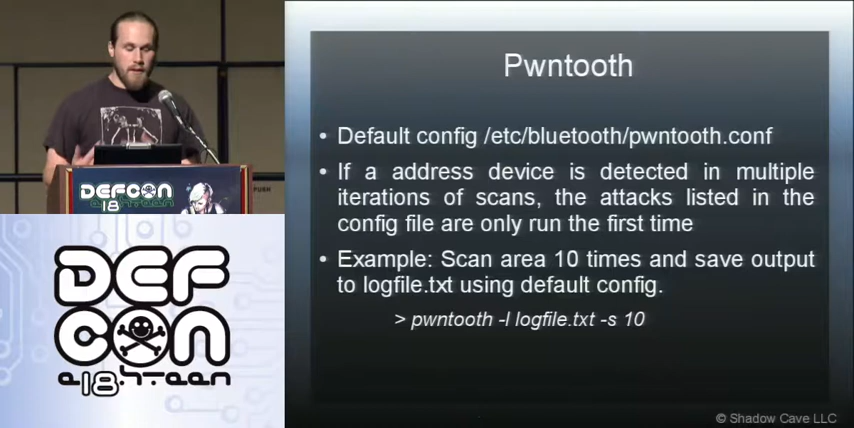 DEFCON
18
PUSH
DEF
CON
18
Pwntooth
• Default config /etc/bluetooth/pwntooth.conf
• If a address device is detected in multiple
iterations of scans, the attacks listed in the
config file are only run the first time
• Example: Scan area 10 times and save output
to logfile.txt using default config.
> pwntooth -l logfile.txt -s 10
© Shadow Cave LLC